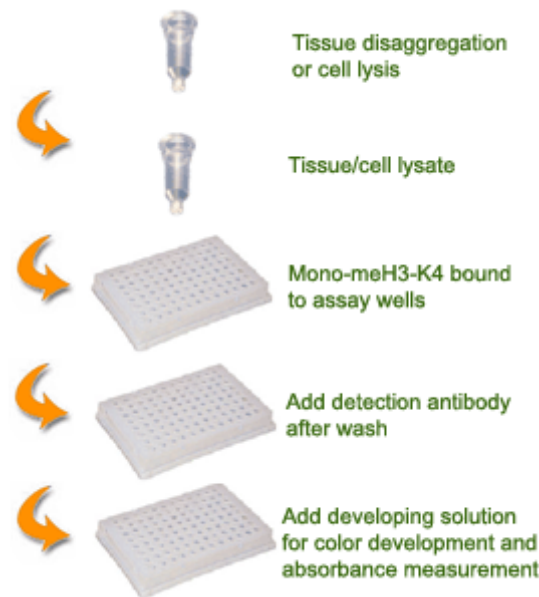 Tissue disaggregation
or cell lysis
Tissue/cell lysate
Mono-meH3-K4 bound
to assay wells
Add detection antibody
after wash
Add developing solution
for color development and
absorbance measurement